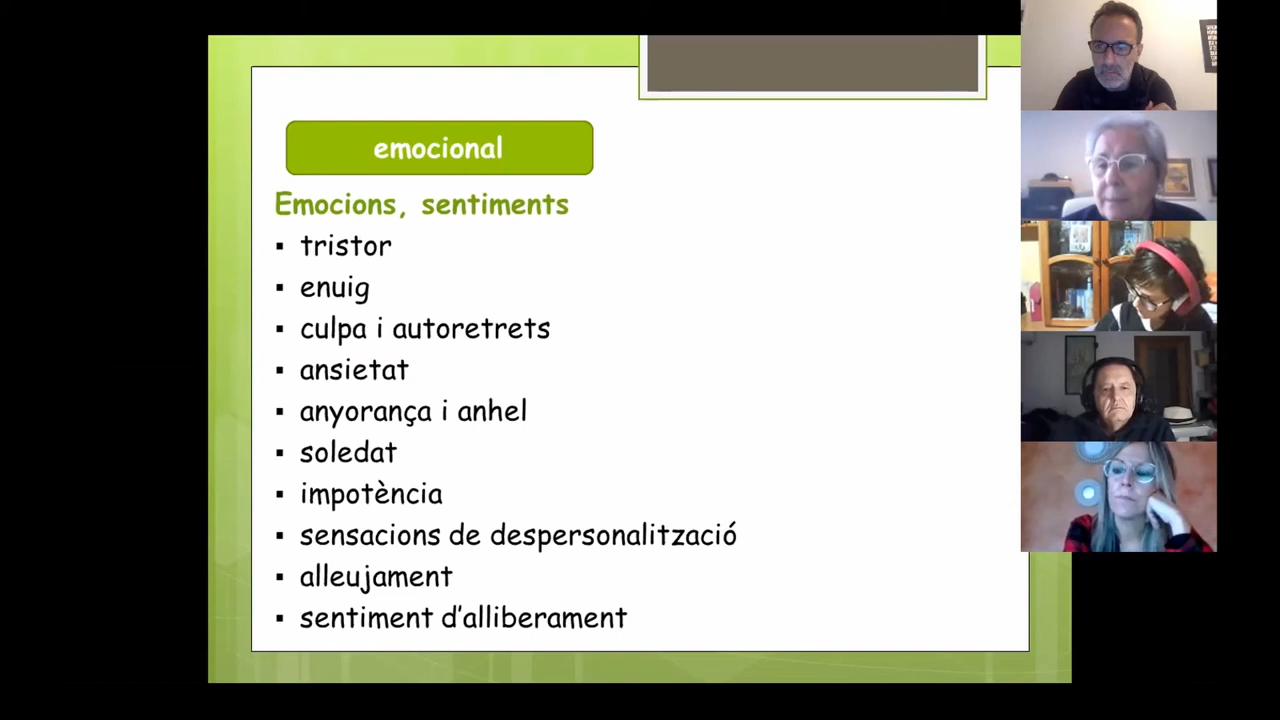 emocional
Emocions, sentiments
▪ tristor
▪ enuig
▪ culpa i autoretrets
▪ ansietat
▪ anyorança i anhel
▪ soledat
▪ impotència
▪ sensacions de despersonalització
▪ alleujament
▪ sentiment d'alliberament